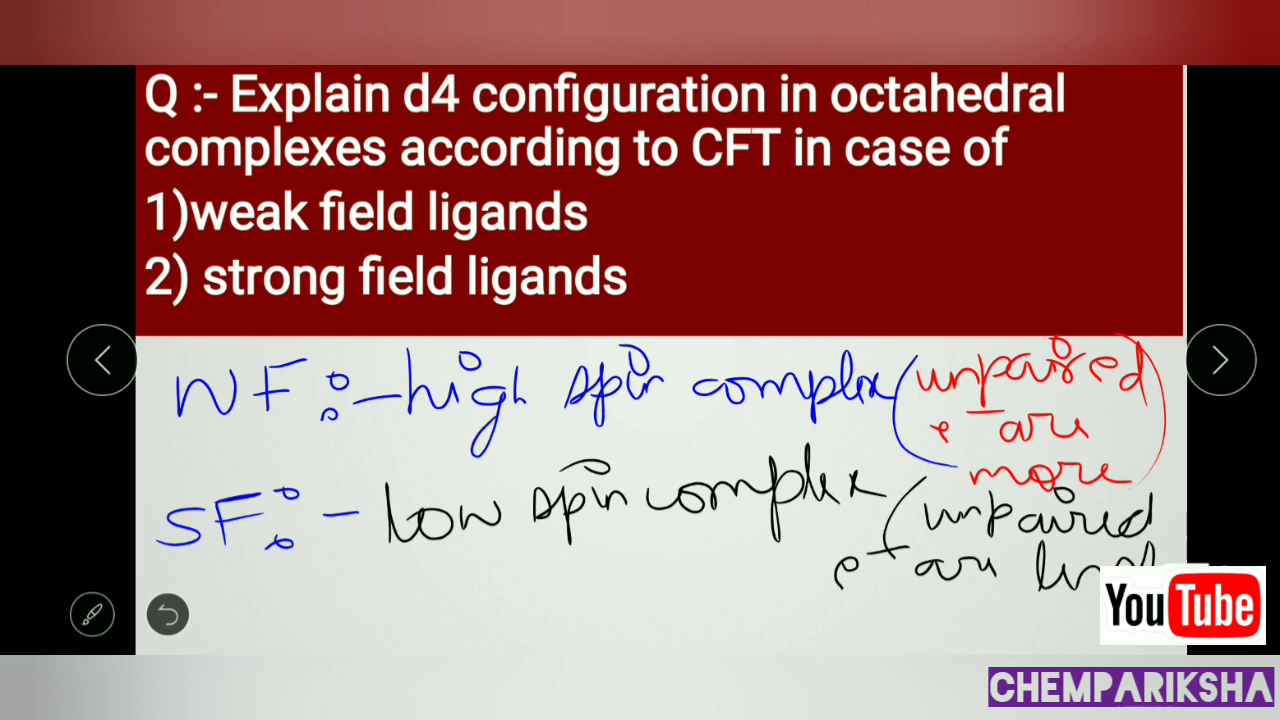 Q :- Explain d4 configuration in octahedral
complexes according to CFT in case of
1)weak field ligands
2) strong field ligands
WF:- high spin complex (unpaired
e- are
more)
SF:- low spin complex (unpaired
e- are
YouTube
CHEMPARIKSHA